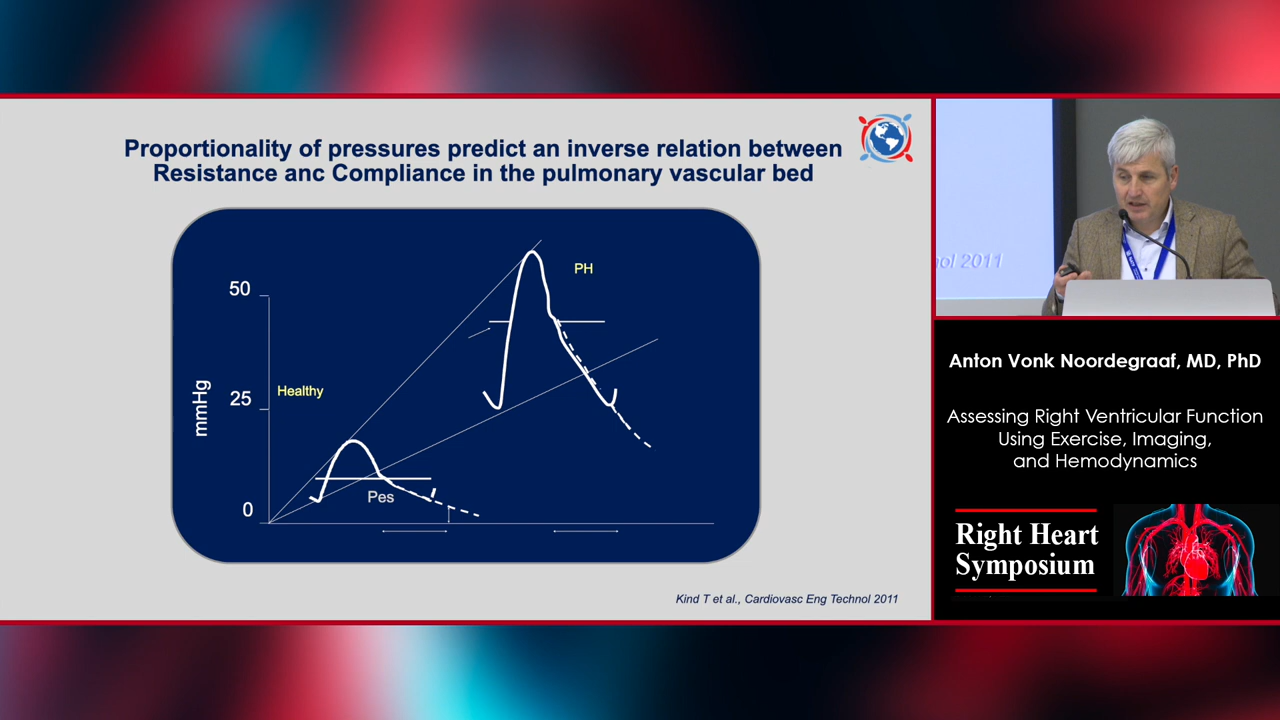 Proportionality of pressures predict an inverse relation between
Resistance anc Compliance in the pulmonary vascular bed
50
PH
mmHg
25
Healthy
Pes
0
Kind T et al., Cardiovasc Eng Technol 2011
ol 2011
Anton Vonk Noordegraaf, MD, PhD
Assessing Right Ventricular Function
Using Exercise, Imaging,
and Hemodynamics
Right Heart
Symposium